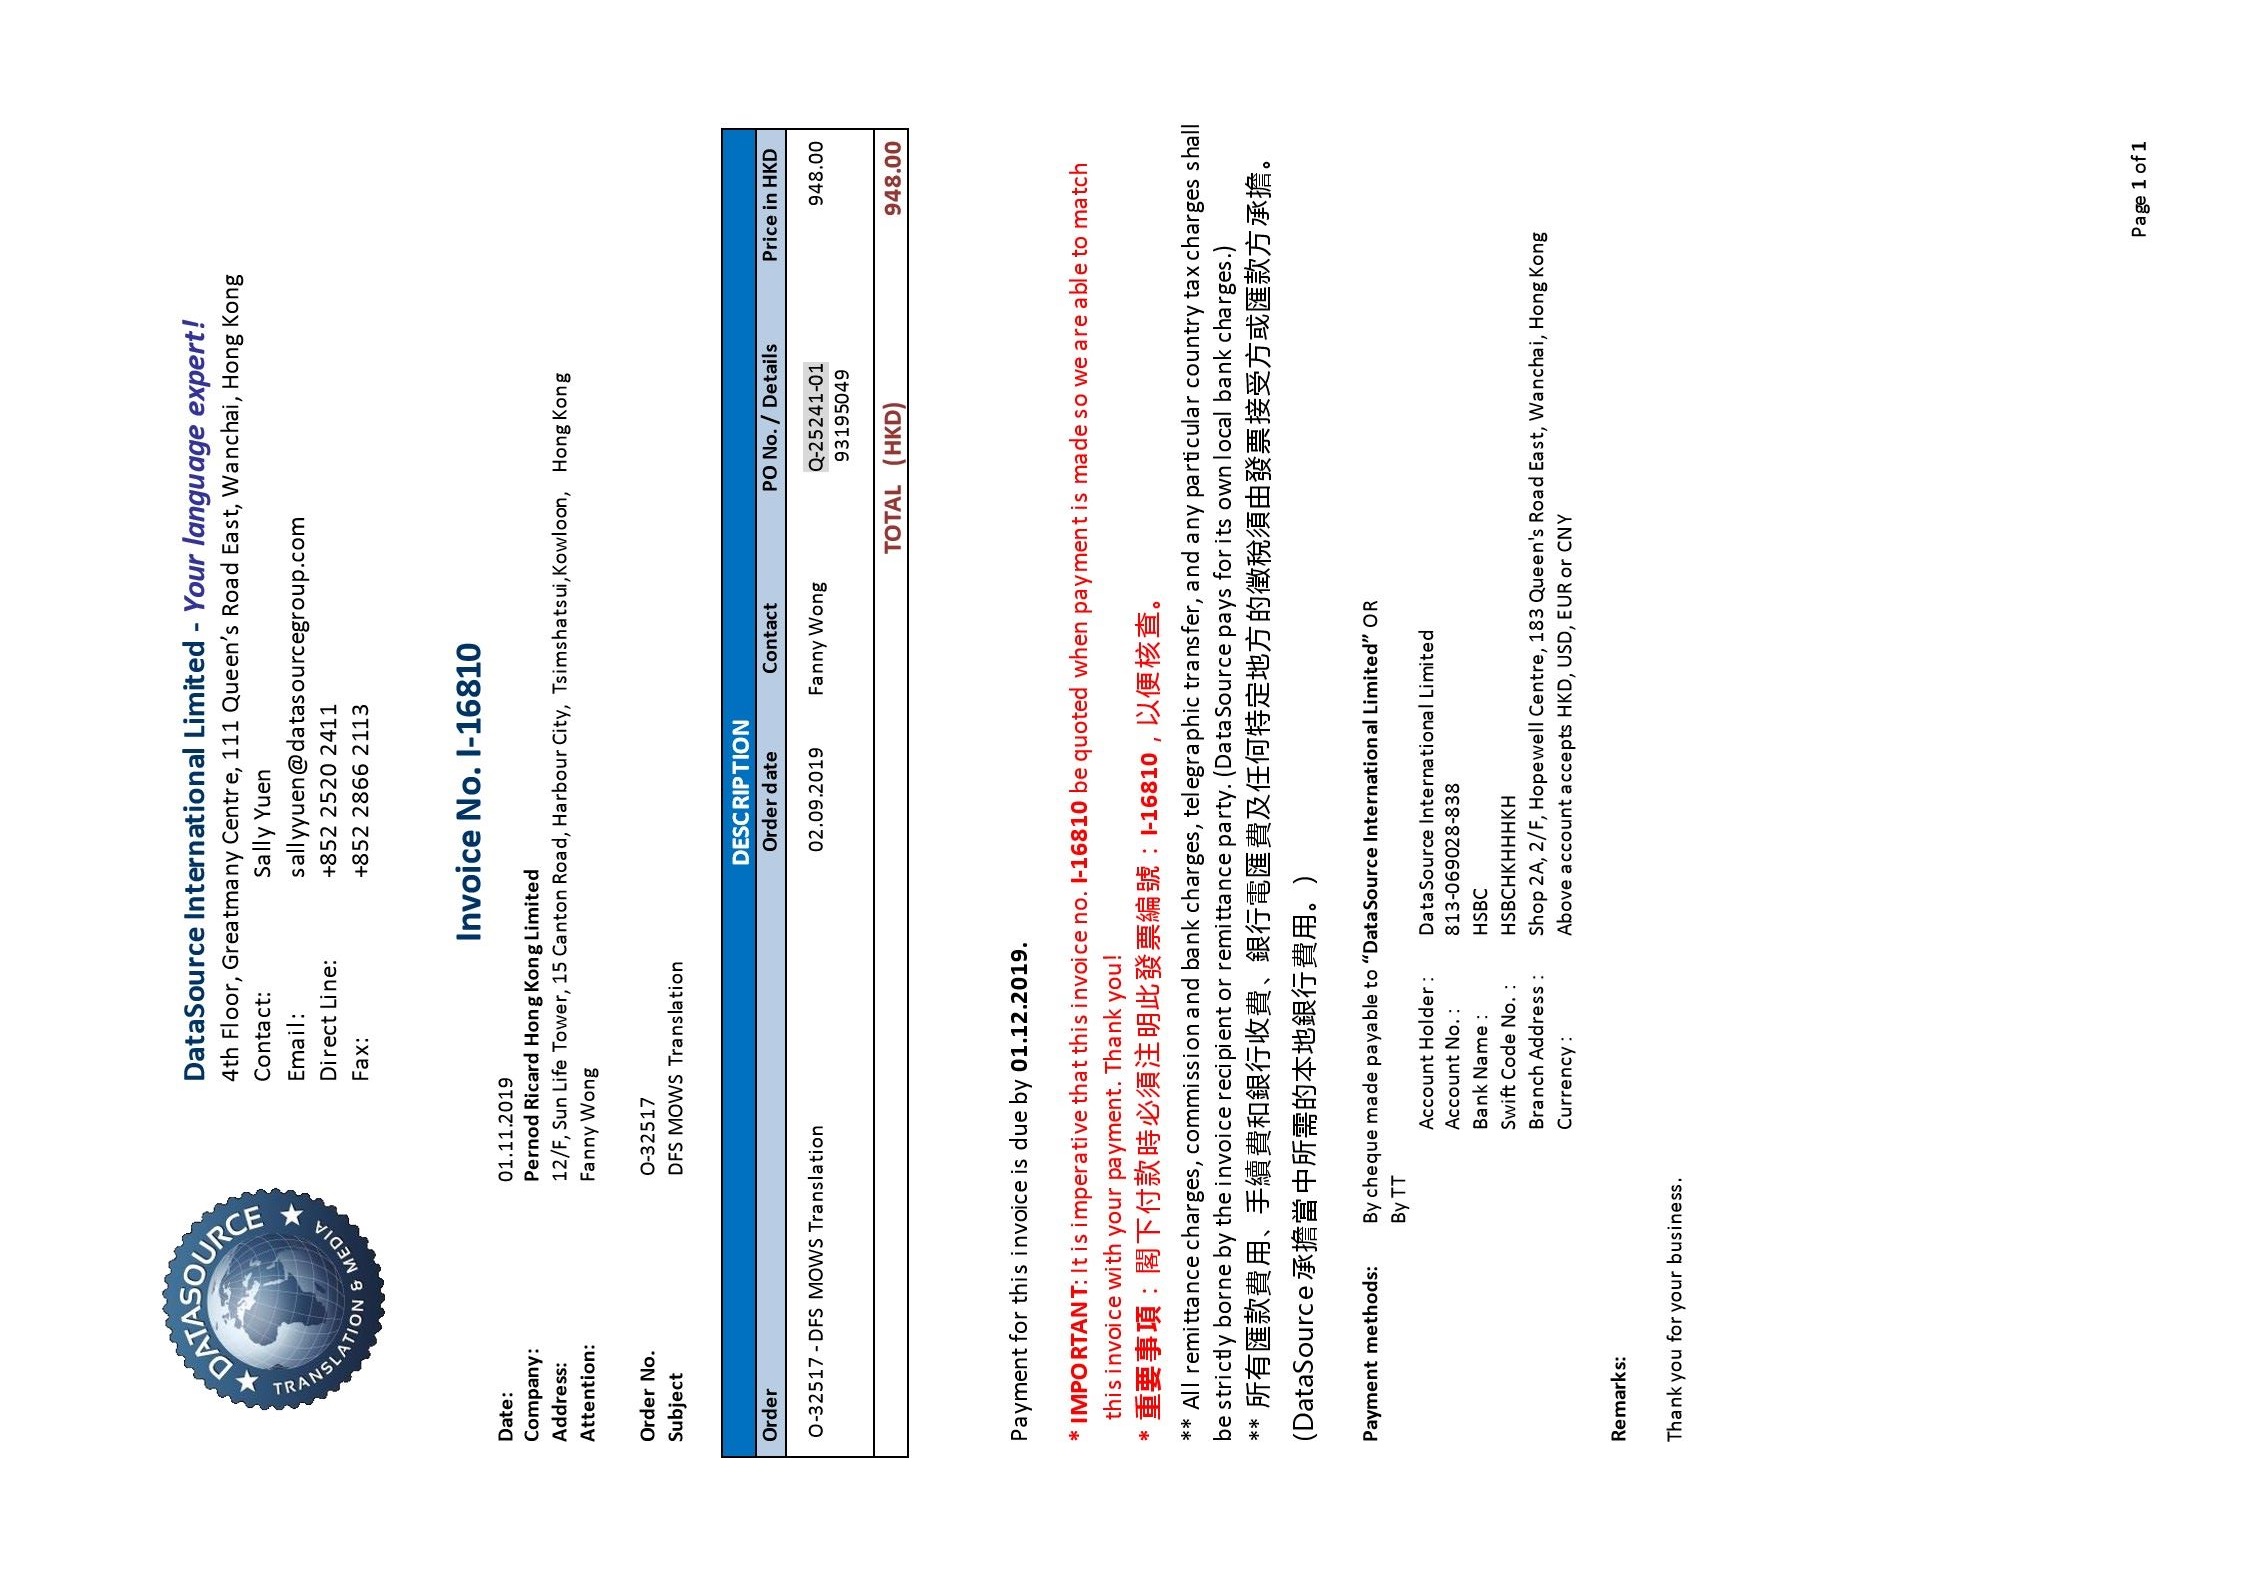 DATASOURCE
TRANSLATION & MEDIA
DataSource International Limited - Your language expert!
4th Floor, Greatmany Centre, 111 Queen's Road East, Wanchai, Hong Kong
Contact: Sally Yuen
Email: sallyyuen@datasourcegroup.com
Direct Line: +852 2520 2411
Fax: +852 2866 2113
Invoice No. I-16810
Date: 01.11.2019
Company: Pernod Ricard Hong Kong Limited
Address: 12/F, Sun Life Tower, 15 Canton Road, Harbour City, Tsimshatsui,Kowloon, Hong Kong
Attention: Fanny Wong
Order No. O-32517
Subject DFS MOWS Translation
DESCRIPTION
Order Order date Contact PO No. / Details Price in HKD
O-32517 - DFS MOWS Translation 02.09.2019 Fanny Wong Q-25241-01 948.00
93195049
TOTAL (HKD) 948.00
Payment for this invoice is due by 01.12.2019.
* IMPORTANT: It is imperative that this invoice no. I-16810 be quoted when payment is made so we are able to match
this invoice with your payment. Thank you!
* 重要事項：閣下付款時必須注明此發票編號：I-16810，以便核查。
** All remittance charges, commission and bank charges, telegraphic transfer, and any particular country tax charges shall
be strictly borne by the invoice recipient or remittance party. (DataSource pays for its own local bank charges.)
** 所有匯款費用、手續費和銀行收費、銀行電匯費及任何特定地方的徵稅須由發票接受方或匯款方承擔。
(DataSource 承擔當中所需的本地銀行費用。)
Payment methods: By cheque made payable to “DataSource International Limited” OR
By TT
Account Holder : DataSource International Limited
Account No. : 813-069028-838
Bank Name : HSBC
Swift Code No. : HSBCHKHHHKH
Branch Address : Shop 2A, 2/F, Hopewell Centre, 183 Queen's Road East, Wanchai, Hong Kong
Currency : Above account accepts HKD, USD, EUR or CNY
Remarks:
Thank you for your business.
Page 1 of 1